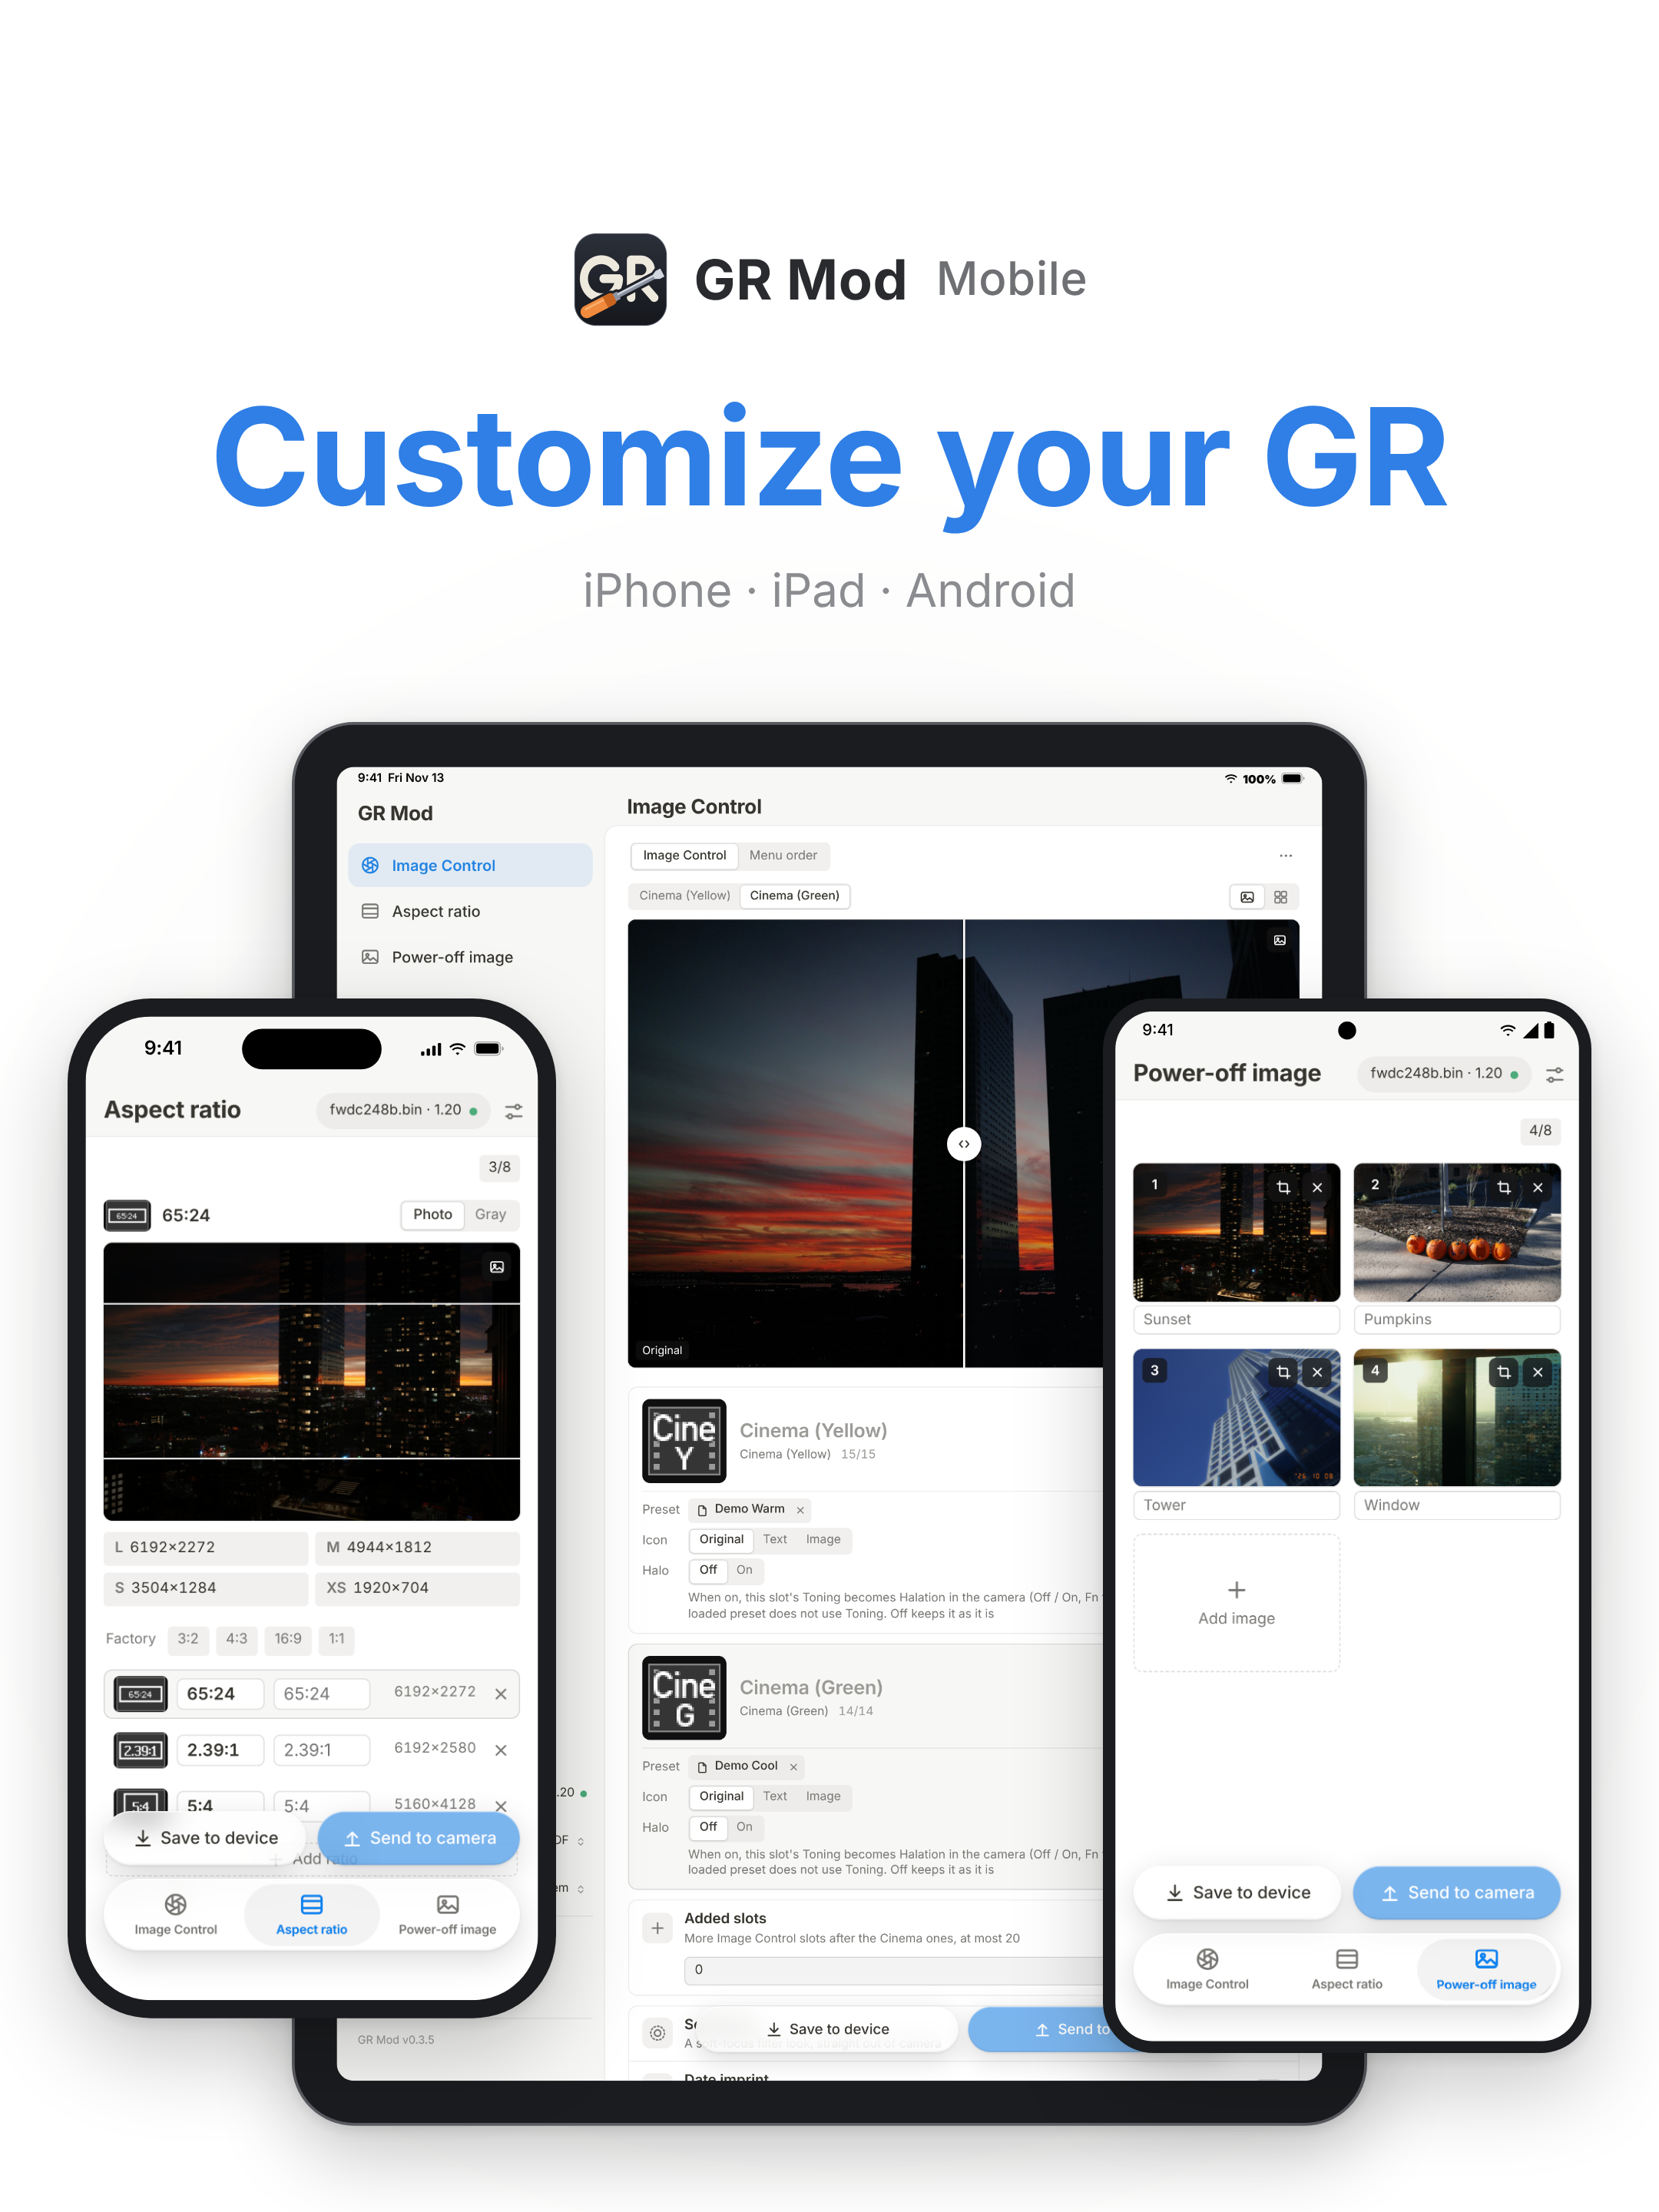 GR Mod Mobile
Customize your GR
iPhone · iPad · Android
9:41 Fri Nov 13
100%
GR Mod
Image Control
Aspect ratio
Power-off image
Image Control
Image Control Menu order
Cinema (Yellow) Cinema (Green)
Original
Cine
Y
Cinema (Yellow)
Cinema (Yellow) 15/15
Preset Demo Warm
Icon Original Text Image
Halo Off On
When on, this slot's Toning becomes Halation in the camera (Off / On, Fn
loaded preset does not use Toning. Off keeps it as it is
Cine
G
Cinema (Green)
Cinema (Green) 14/14
Preset Demo Cool
Icon Original Text Image
Halo Off On
When on, this slot's Toning becomes Halation in the camera (Off / On, Fn
loaded preset does not use Toning. Off keeps it as it is
Added slots
More Image Control slots after the Cinema ones, at most 20
0
Save to device
Send to
Date imprint
.20
GR Mod v0.3.5
9:41
Aspect ratio
fwdc248b.bin · 1.20
3/8
65:24 65:24
Photo Gray
L 6192×2272
M 4944×1812
S 3504×1284
XS 1920×704
Factory 3:2 4:3 16:9 1:1
65:24 65:24 65:24 6192×2272
2.39:1 2.39:1 2.39:1 6192×2580
5:4 5:4 5:4 5160×4128
Add ratio
Save to device
Send to camera
Image Control
Aspect ratio
Power-off image
9:41
Power-off image
fwdc248b.bin · 1.20
4/8
1
2
Sunset
Pumpkins
3
4
Tower
Window
Add image
Save to device
Send to camera
Image Control
Aspect ratio
Power-off image